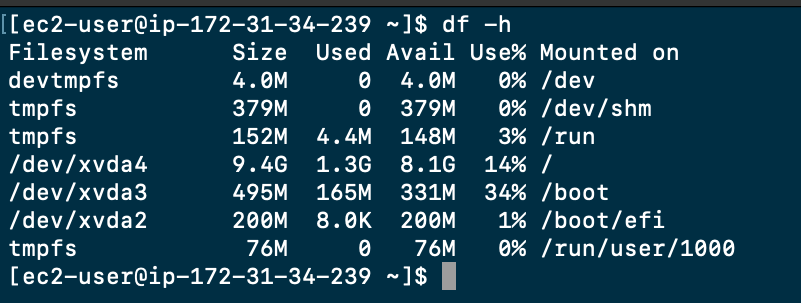 [[ec2-user@ip-172-31-34-239 ~]$ df -h
Filesystem      Size  Used Avail Use% Mounted on
devtmpfs        4.0M     0  4.0M   0% /dev
tmpfs           379M     0  379M   0% /dev/shm
tmpfs           152M  4.4M  148M   3% /run
/dev/xvda4      9.4G  1.3G  8.1G  14% /
/dev/xvda3      495M  165M  331M  34% /boot
/dev/xvda2      200M  8.0K  200M   1% /boot/efi
tmpfs            76M     0   76M   0% /run/user/1000
[ec2-user@ip-172-31-34-239 ~]$